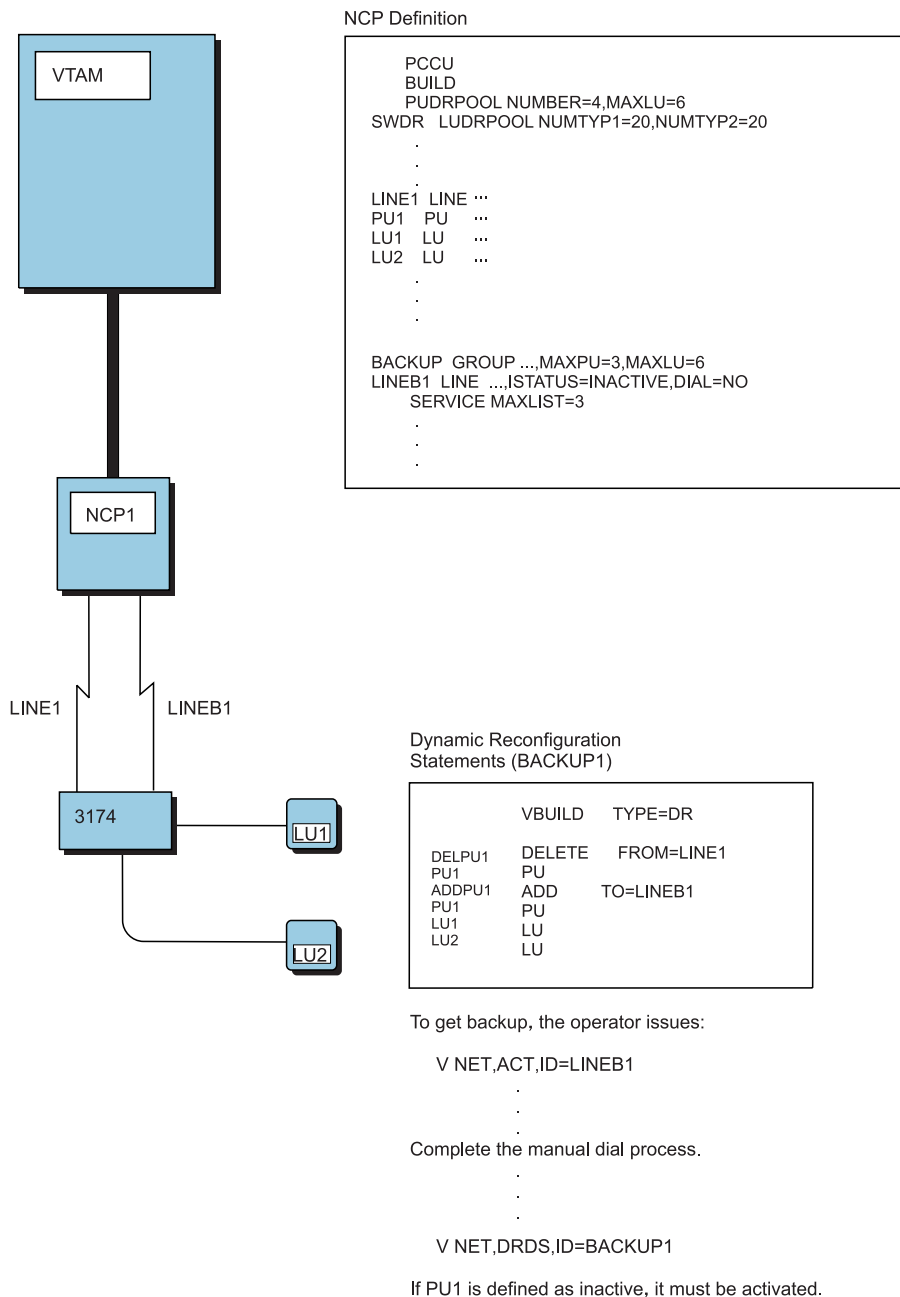 NCP Definition
VTAM
PCCU
BUILD
PUDRPOOL NUMBER=4,MAXLU=6
SWDR LUDRPOOL NUMTYP1=20,NUMTYP2=20
.
.
.
LINE1 LINE ...
PU1 PU ...
LU1 LU ...
LU2 LU ...
.
.
.
BACKUP GROUP ...,MAXPU=3,MAXLU=6
LINEB1 LINE ...,ISTATUS=INACTIVE,DIAL=NO
SERVICE MAXLIST=3
.
.
.
NCP1
LINE1
LINEB1
3174
LU1
LU2
Dynamic Reconfiguration
Statements (BACKUP1)
VBUILD TYPE=DR
DELPU1 DELETE FROM=LINE1
PU1 PU
ADDPU1 ADD TO=LINEB1
PU1 PU
LU1 LU
LU2 LU
To get backup, the operator issues:
V NET,ACT,ID=LINEB1
.
.
.
Complete the manual dial process.
.
.
.
V NET,DRDS,ID=BACKUP1
If PU1 is defined as inactive, it must be activated.